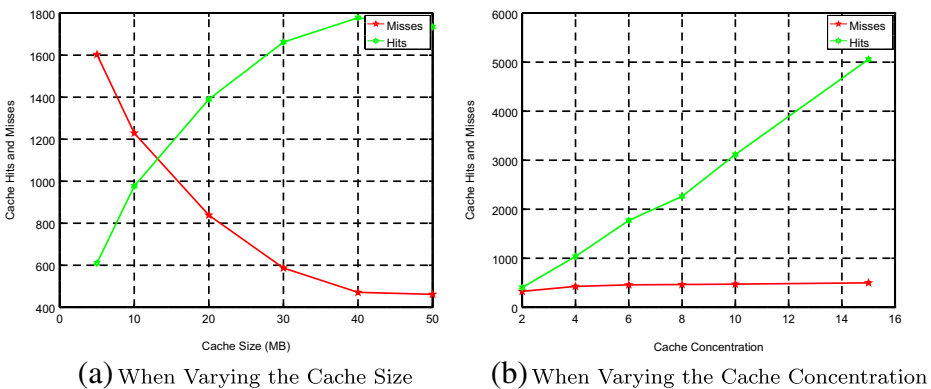 1800
1600
1400
1200
1000
800
600
400
0
10
20
30
40
50
Cache Hits and Misses
Cache Size (MB)
Misses
Hits
(a) When Varying the Cache Size
6000
5000
4000
3000
2000
1000
0
2
4
6
8
10
12
14
16
Cache Hits and Misses
Cache Concentration
Misses
Hits
(b) When Varying the Cache Concentration